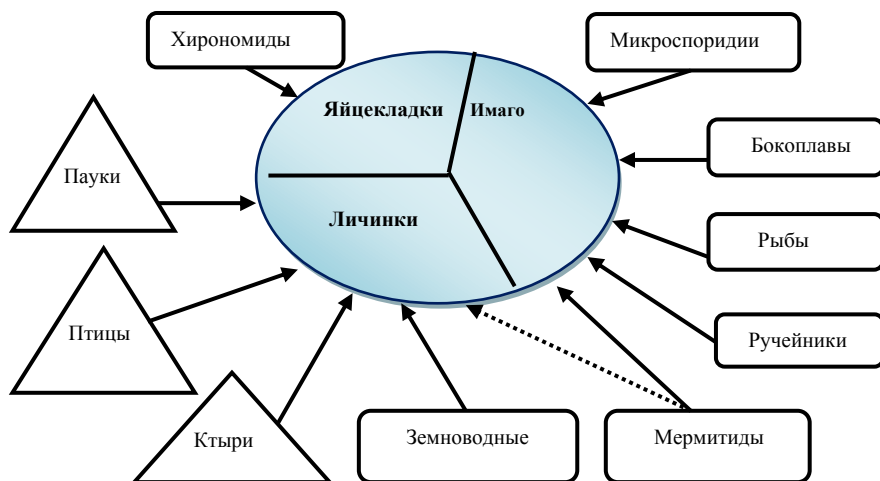 Хирономиды
Микроспоридии
Яйцекладки
Имаго
Бокоплавы
Пауки
Личинки
Рыбы
Птицы
Ручейники
Ктыри
Земноводные
Мермитиды